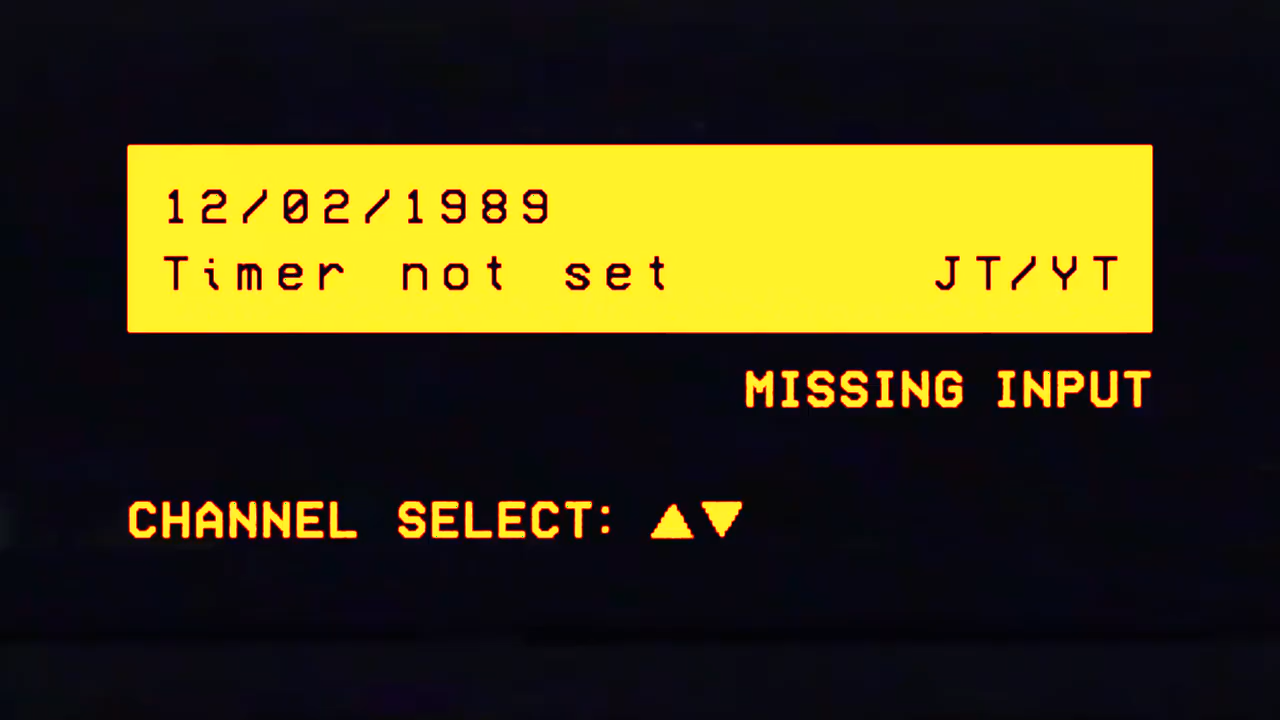 12/02/1989
Timer not set JT/YT
MISSING INPUT
CHANNEL SELECT: ▲▼